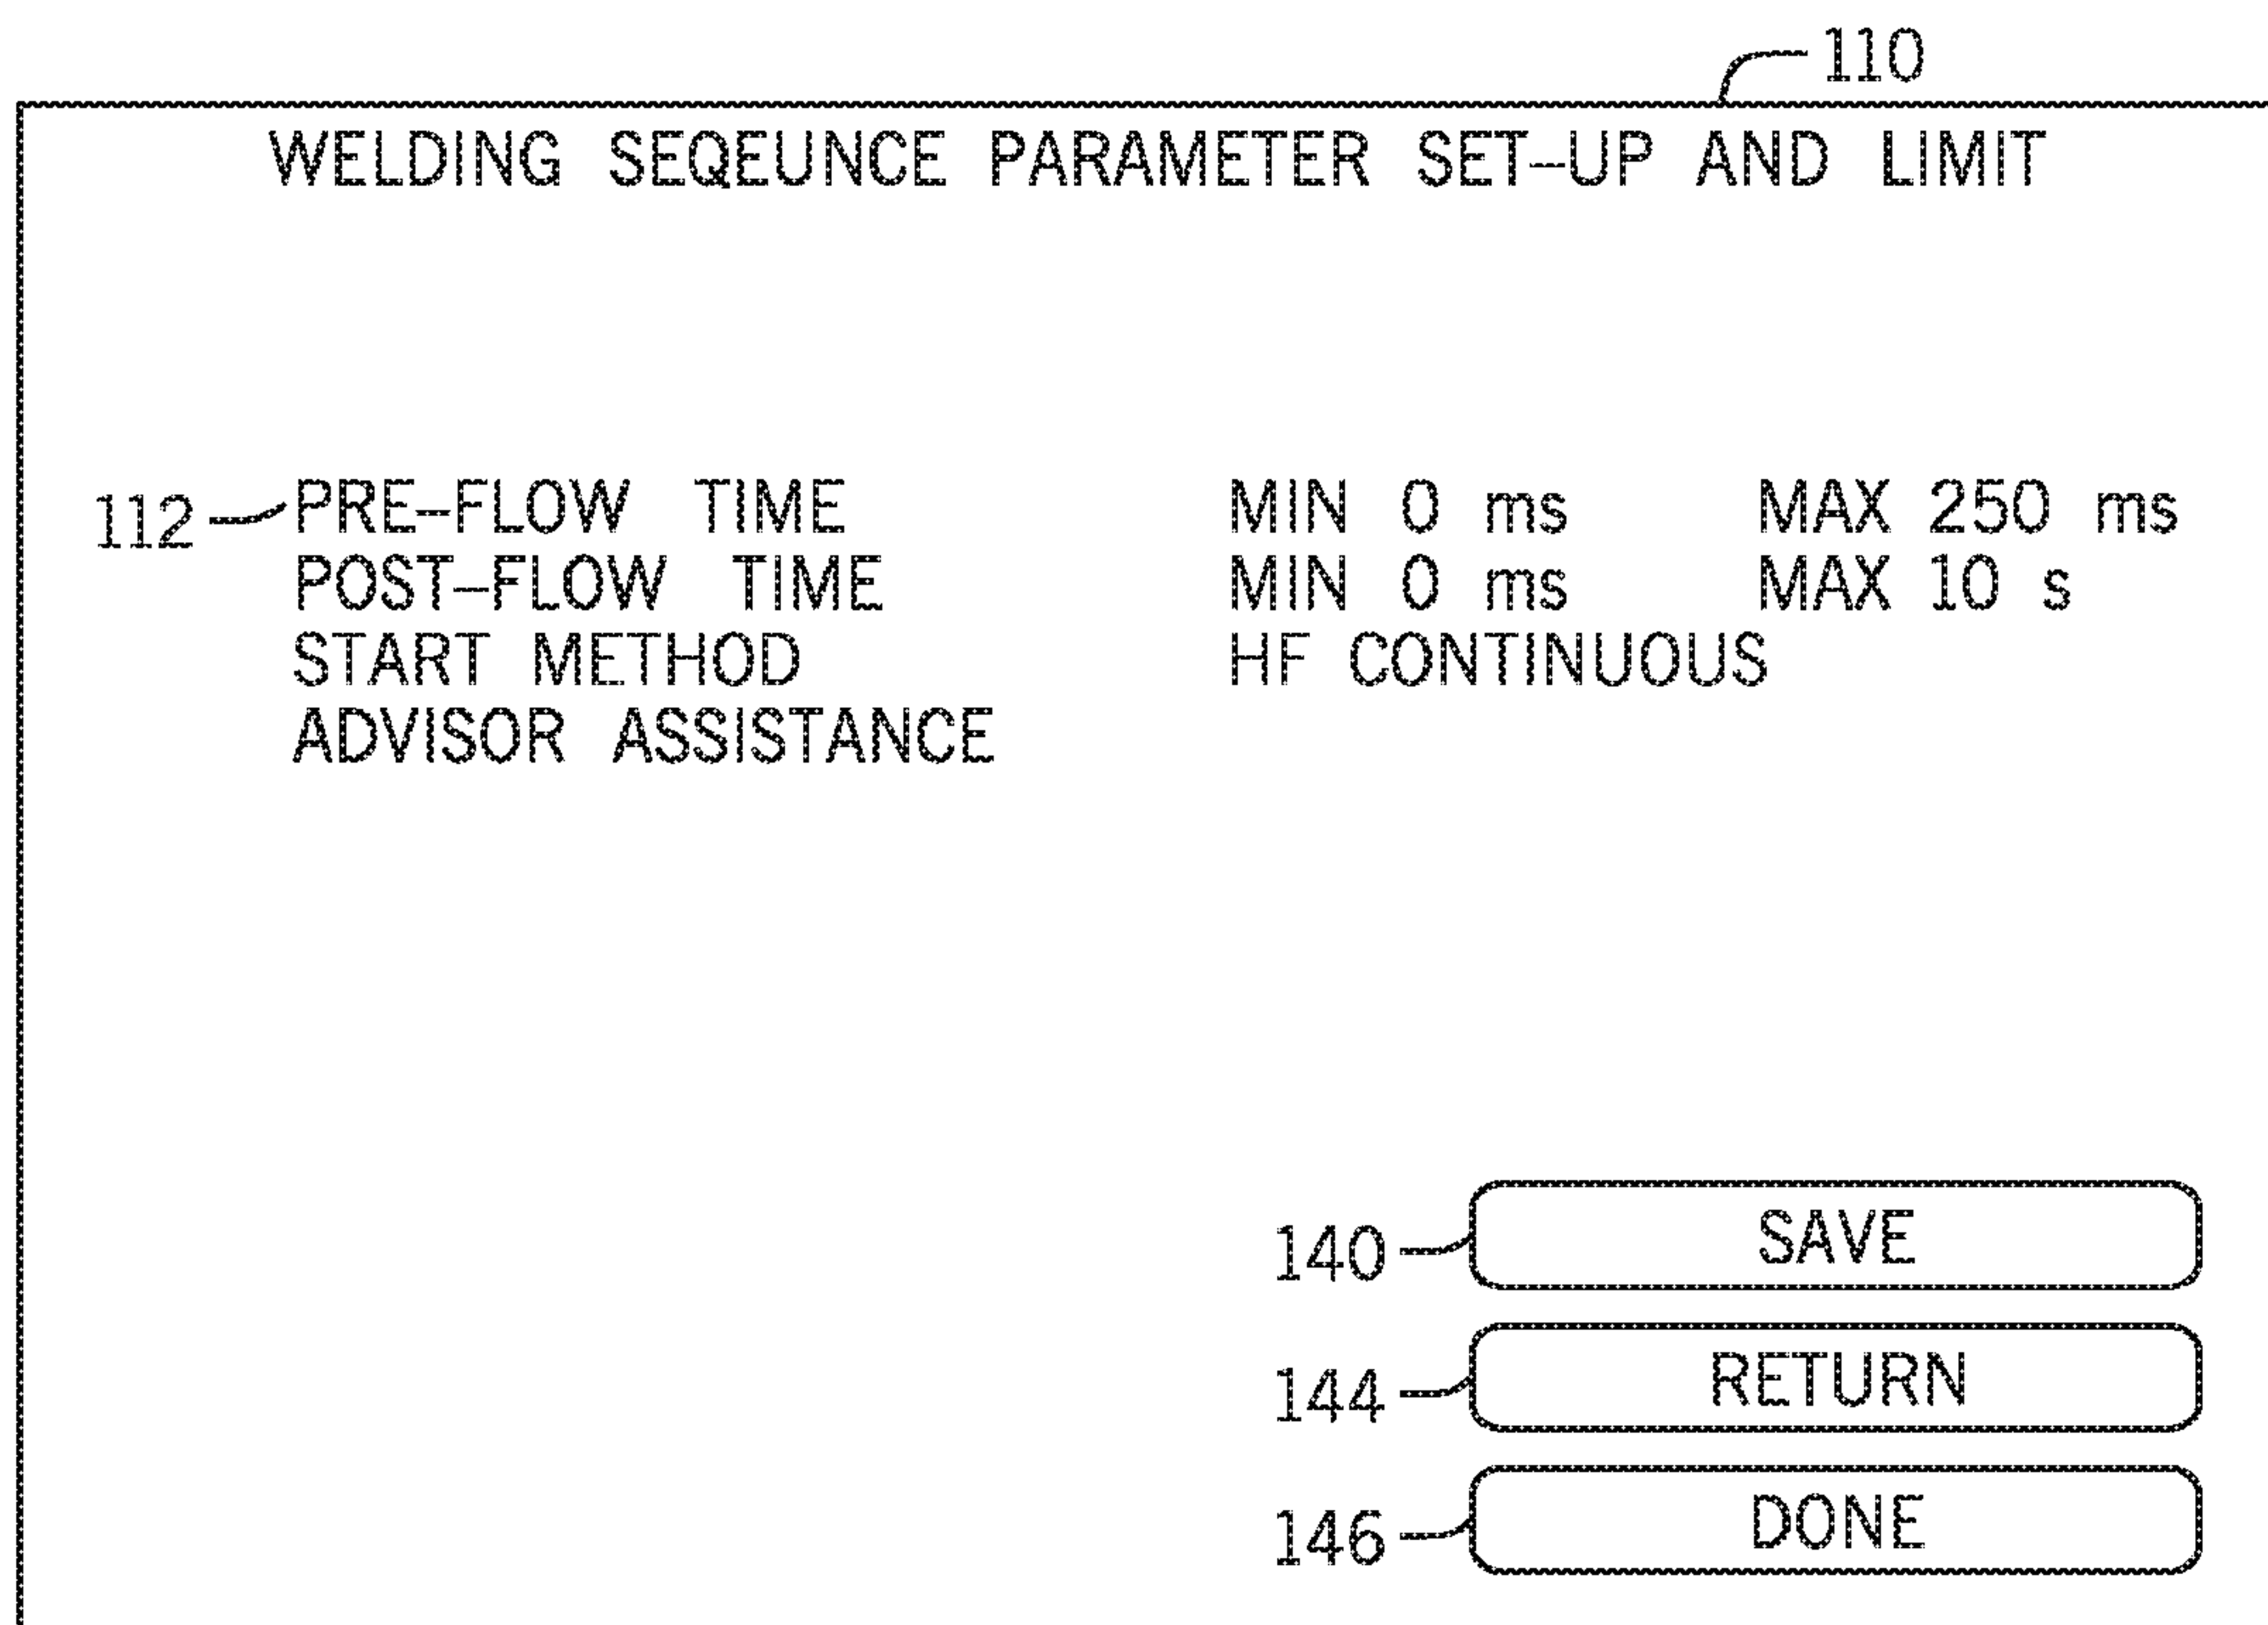 110
WELDING SEQEUNCE PARAMETER SET-UP AND LIMIT
112 PRE-FLOW TIME MIN 0 ms MAX 250 ms
POST-FLOW TIME MIN 0 ms MAX 10 s
START METHOD HF CONTINUOUS
ADVISOR ASSISTANCE
140 SAVE
144 RETURN
146 DONE